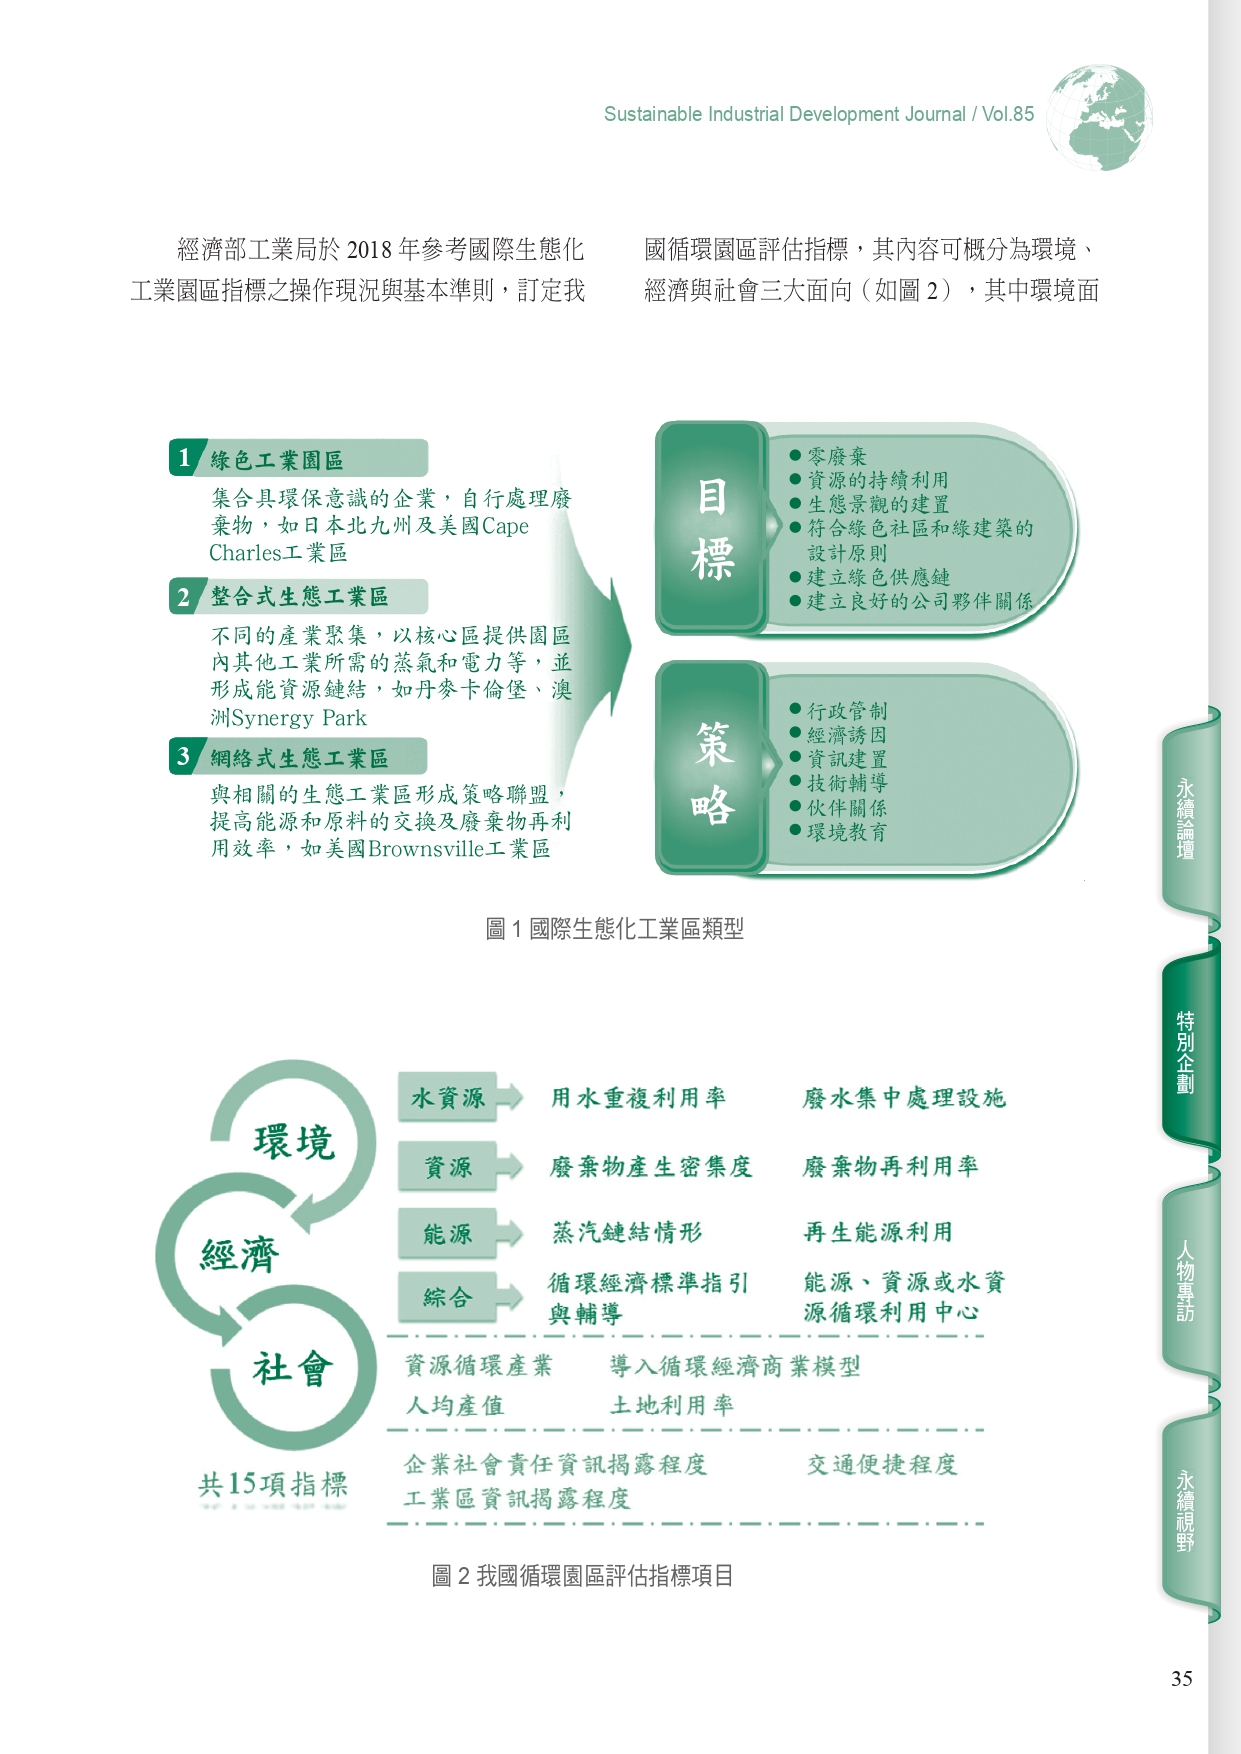 Sustainable Industrial Development Journal / Vol.85
經濟部工業局於 2018 年參考國際生態化
工業園區指標之操作現況與基本準則，訂定我
國循環園區評估指標，其內容可概分為環境、
經濟與社會三大面向（如圖 2），其中環境面
1 綠色工業園區
集合具環保意識的企業，自行處理廢
棄物，如日本北九州及美國Cape
Charles工業區
2 整合式生態工業區
不同的產業聚集，以核心區提供園區
內其他工業所需的蒸氣和電力等，並
形成能資源鏈結，如丹麥卡倫堡、澳
洲Synergy Park
3 網絡式生態工業區
與相關的生態工業區形成策略聯盟，
提高能源和原料的交換及廢棄物再利
用效率，如美國Brownsville工業區
目標
●零廢棄
●資源的持續利用
●生態景觀的建置
●符合綠色社區和綠建築的
設計原則
●建立綠色供應鏈
●建立良好的公司夥伴關係
策略
●行政管制
●經濟誘因
●資訊建置
●技術輔導
●伙伴關係
●環境教育
圖 1 國際生態化工業區類型
環境
經濟
社會
共15項指標
水資源 用水重複利用率 廢水集中處理設施
資源 廢棄物產生密集度 廢棄物再利用率
能源 蒸汽鏈結情形 再生能源利用
綜合
循環經濟標準指引
與輔導
能源、資源或水資
源循環利用中心
資源循環產業 導入循環經濟商業模型
人均產值 土地利用率
企業社會責任資訊揭露程度 交通便捷程度
工業區資訊揭露程度
圖 2 我國循環園區評估指標項目
永續論壇
特別企劃
人物專訪
永續視野
35